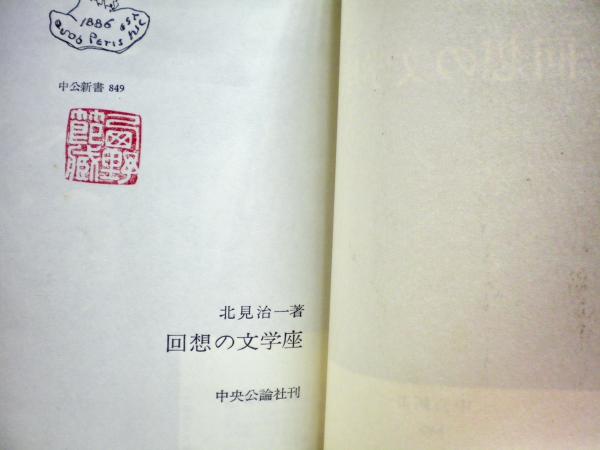 1886
QUOD PETIS HIC
中公新書 849
北見治一著
回想の文学座
中央公論社刊